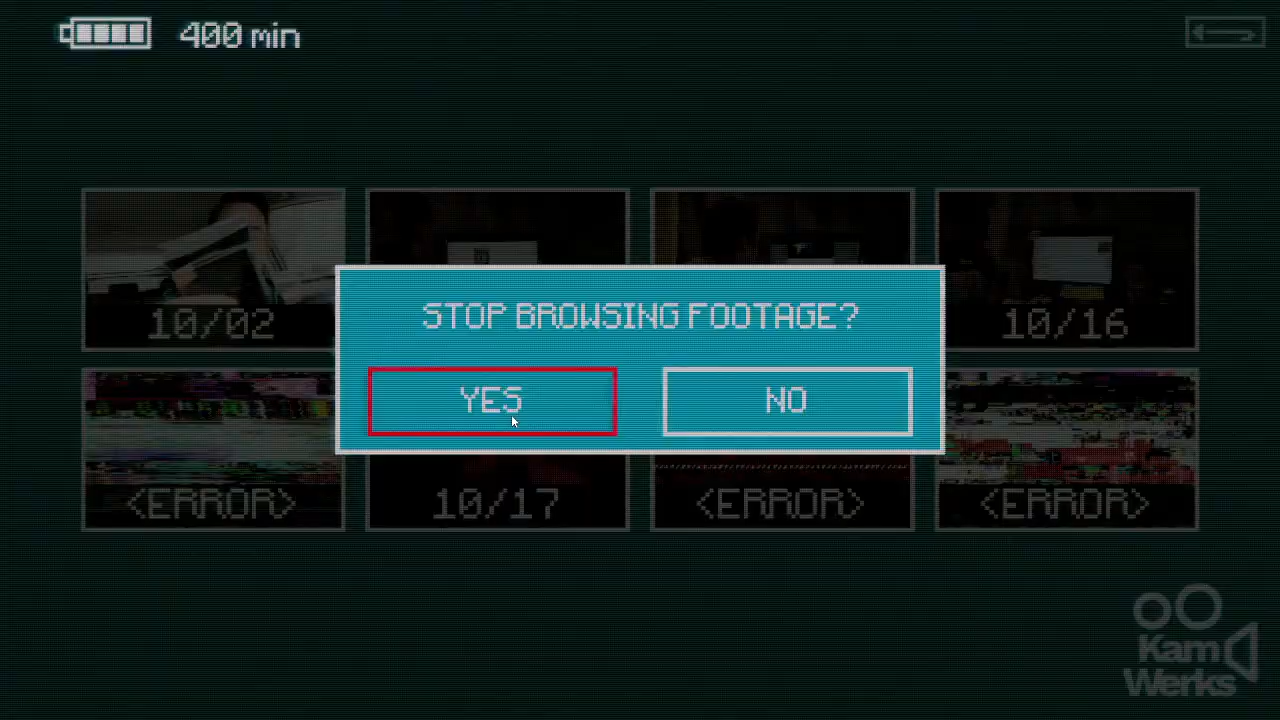 400 min
STOP BROWSING FOOTAGE?
YES
NO
10/02
10/16
<ERROR>
10/17
<ERROR>
<ERROR>
Kam
Werks